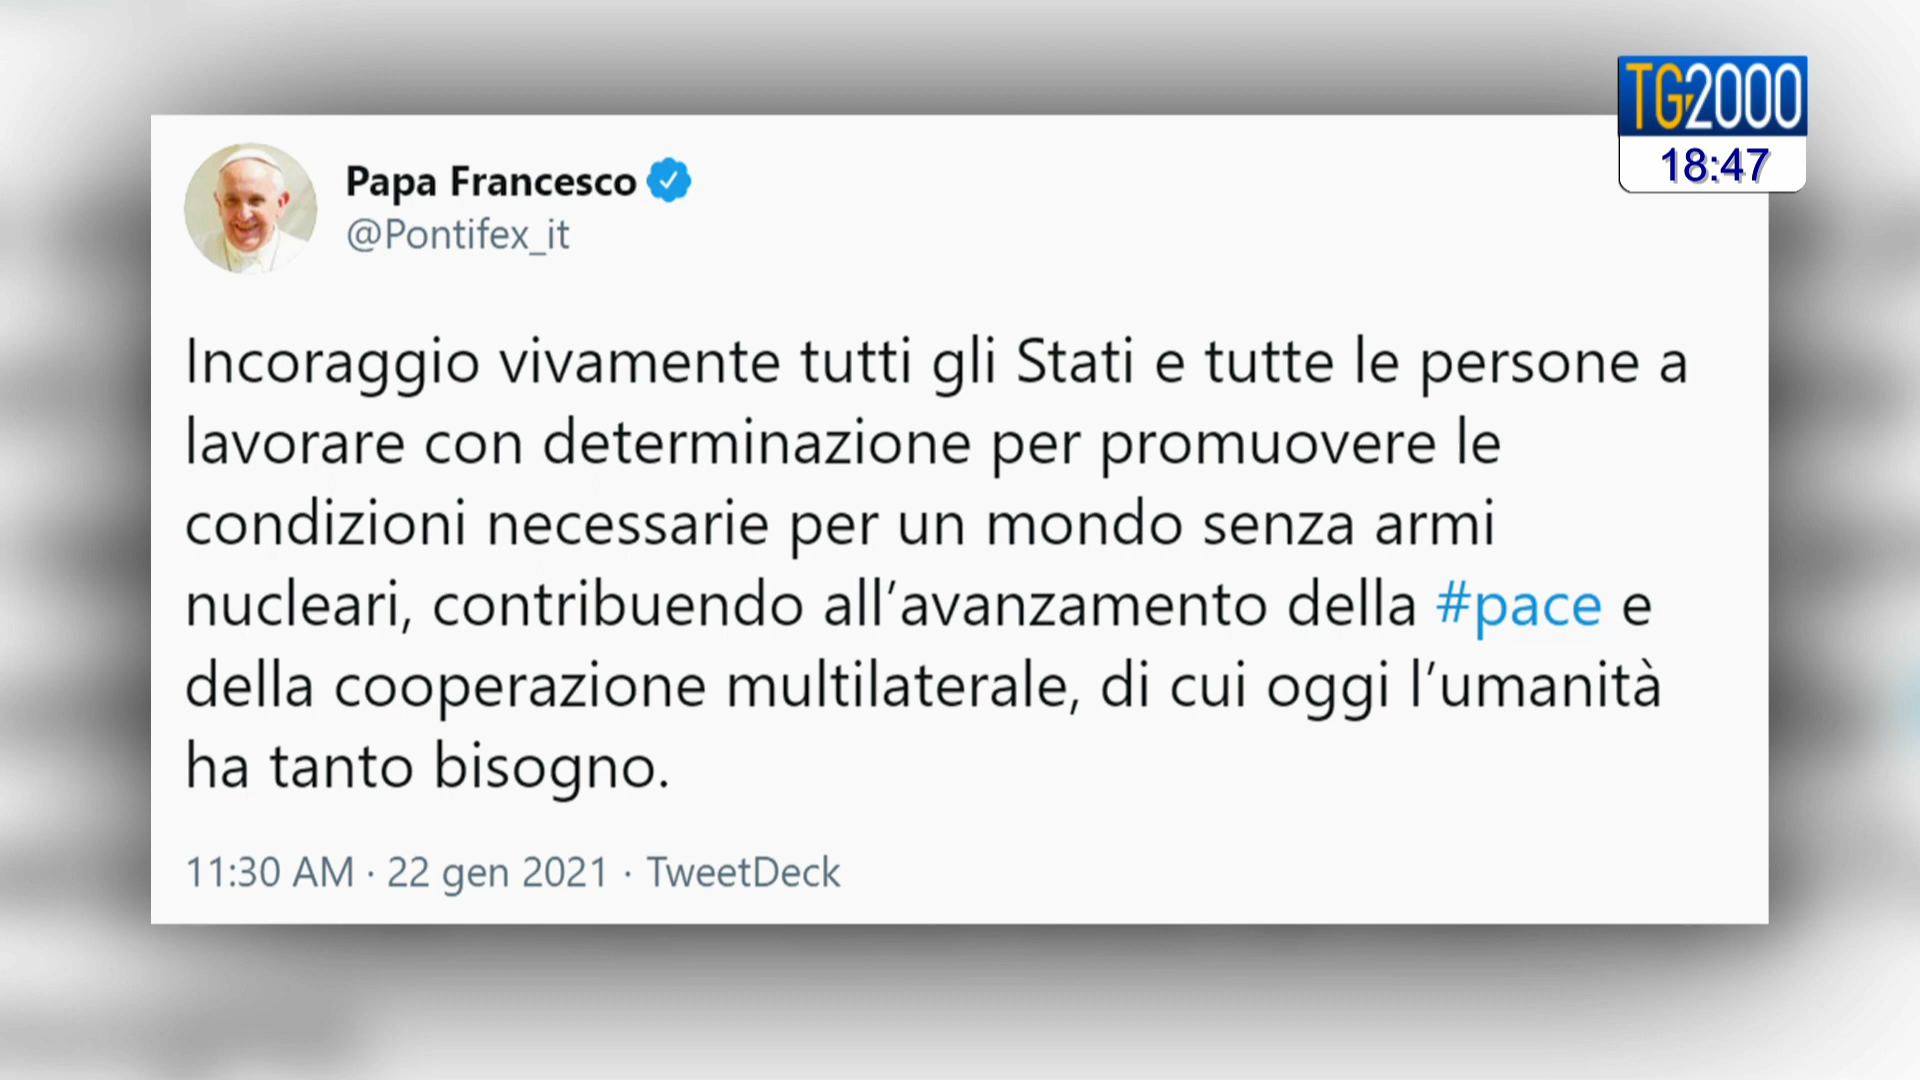 TG2000
18:47
Papa Francesco
@Pontifex_it
Incoraggio vivamente tutti gli Stati e tutte le persone a
lavorare con determinazione per promuovere le
condizioni necessarie per un mondo senza armi
nucleari, contribuendo all’avanzamento della #pace e
della cooperazione multilaterale, di cui oggi l’umanità
ha tanto bisogno.
11:30 AM · 22 gen 2021 · TweetDeck